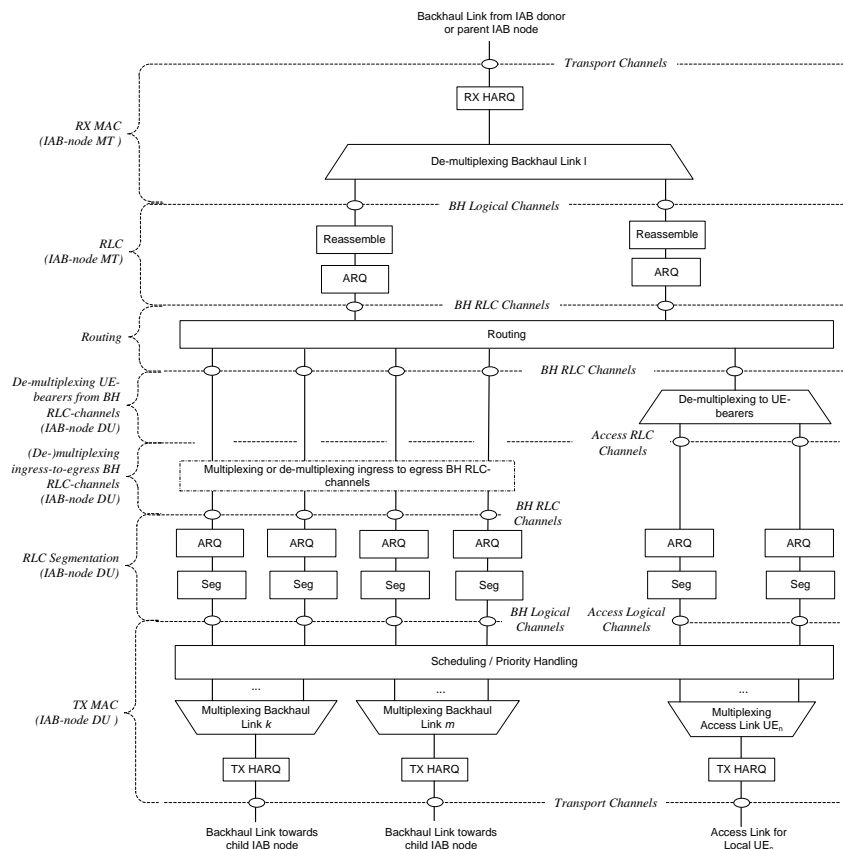 Backhaul Link from IAB donor
or parent IAB node
Transport Channels
RX HARQ
RX MAC
(IAB-node MT )
De-multiplexing Backhaul Link l
BH Logical Channels
Reassemble
Reassemble
RLC
(IAB-node MT)
ARQ
ARQ
BH RLC Channels
Routing
Routing
BH RLC Channels
De-multiplexing UE-
bearers from BH
RLC-channels
(IAB-node DU)
De-multiplexing to UE-
bearers
Access RLC
Channels
(De-)multiplexing
ingress-to-egress BH
RLC-channels
(IAB-node DU)
Multiplexing or de-multiplexing ingress to egress BH RLC-
channels
BH RLC
Channels
RLC Segmentation
(IAB-node DU)
ARQ
ARQ
ARQ
ARQ
ARQ
ARQ
Seg
Seg
Seg
Seg
Seg
Seg
BH Logical
Channels
Access Logical
Channels
Scheduling / Priority Handling
TX MAC
(IAB-node DU )
...
...
...
Multiplexing Backhaul
Link k
Multiplexing Backhaul
Link m
Multiplexing
Access Link UEn
TX HARQ
TX HARQ
TX HARQ
Transport Channels
Backhaul Link towards
child IAB node
Backhaul Link towards
child IAB node
Access Link for
Local UEn